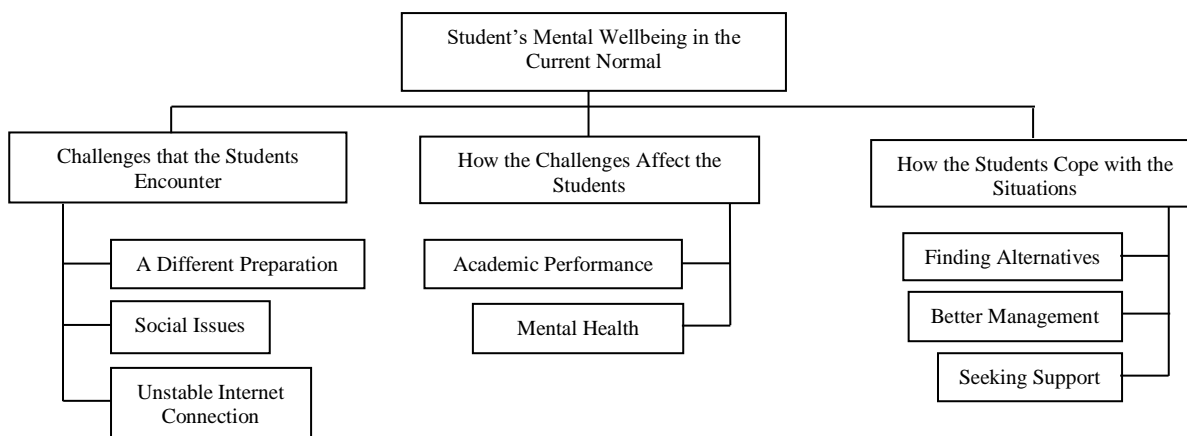 Student’s Mental Wellbeing in the
Current Normal
Challenges that the Students
Encounter
A Different Preparation
Social Issues
Unstable Internet
Connection
How the Challenges Affect the
Students
Academic Performance
Mental Health
How the Students Cope with the
Situations
Finding Alternatives
Better Management
Seeking Support